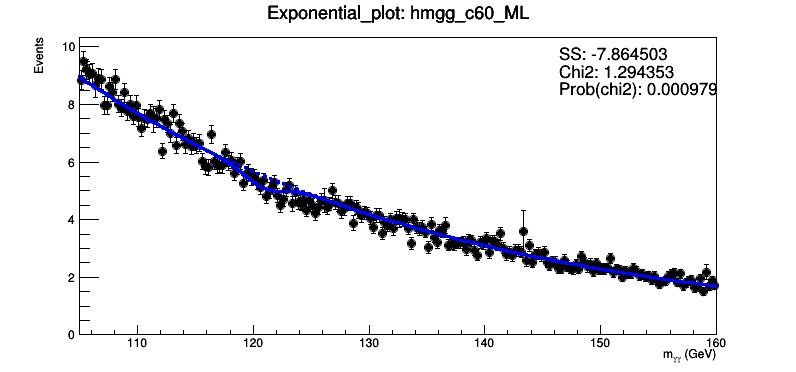 Exponential_plot: hmgg_c60_ML
Events
SS: -7.864503
Chi2: 1.294353
Prob(chi2): 0.000979
10
8
6
4
2
0
110 120 130 140 150 160
mγγ (GeV)